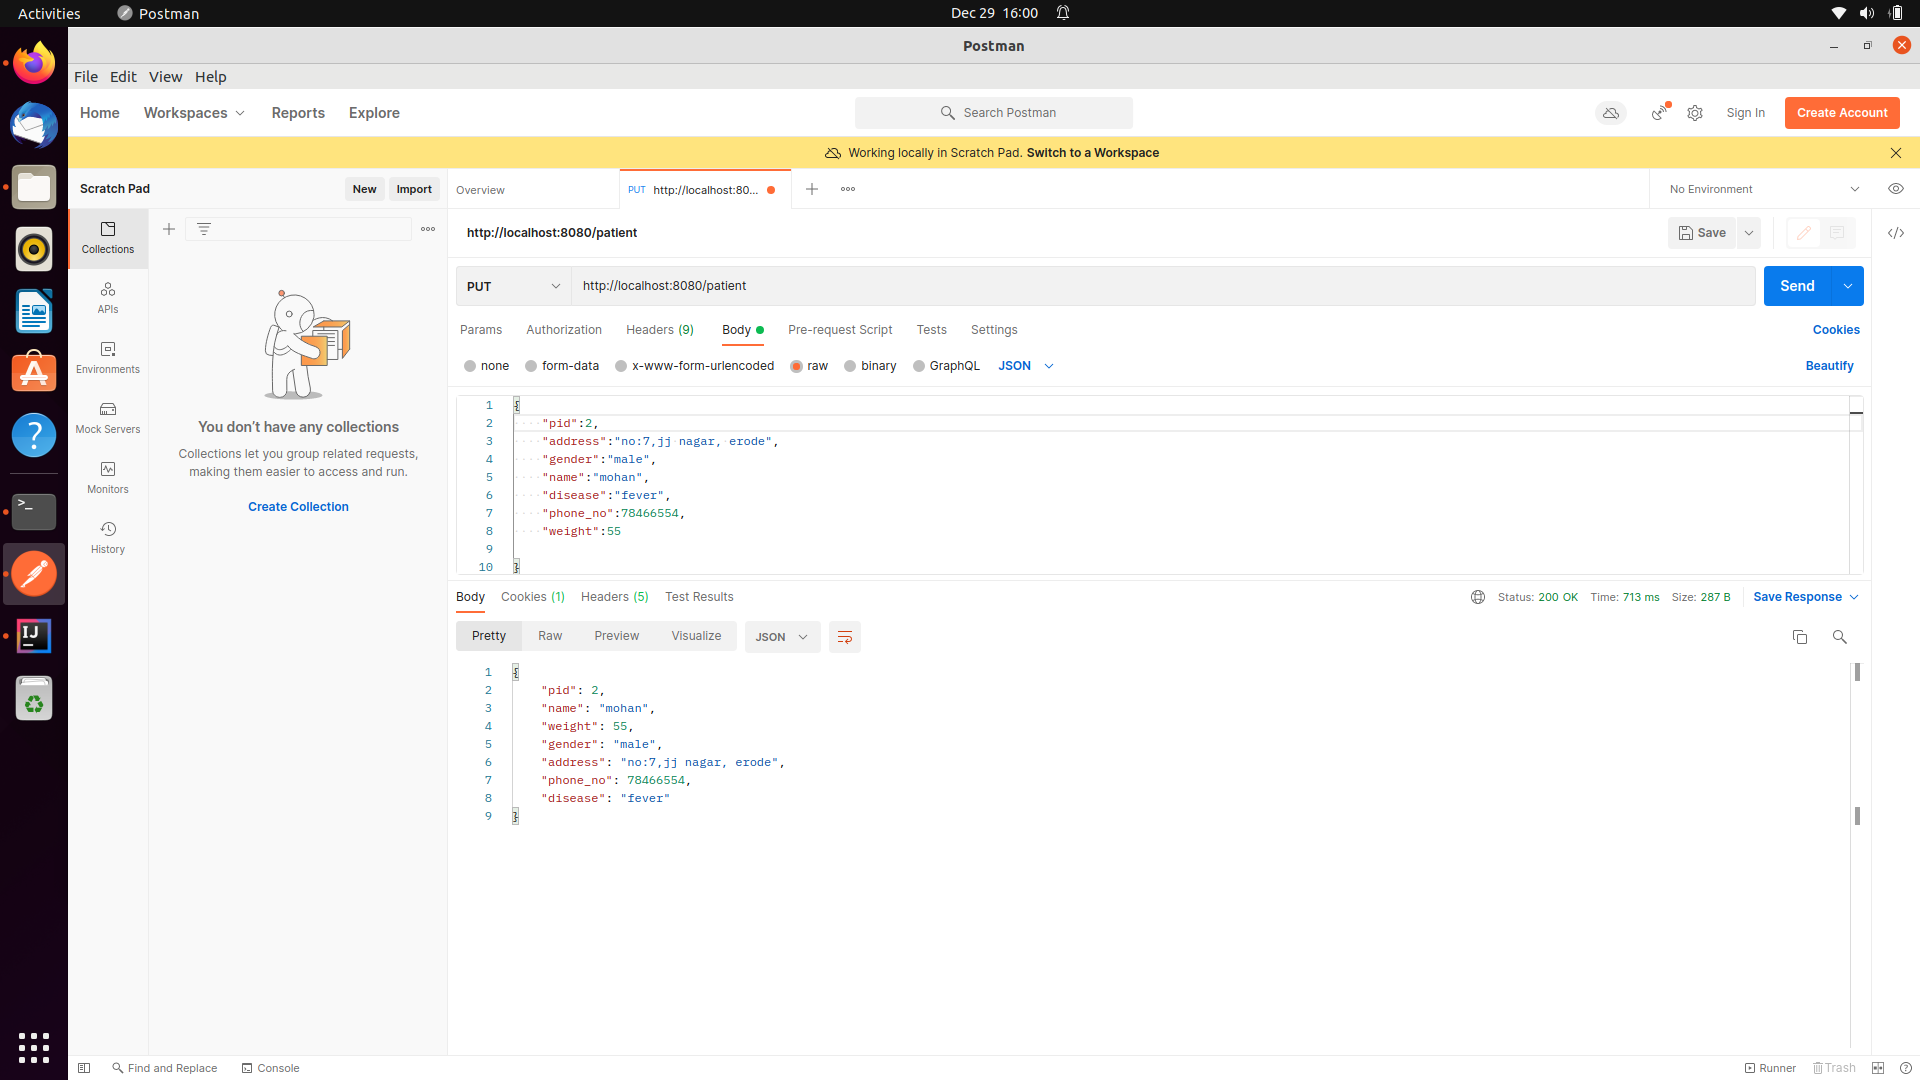 Activities Postman Dec 29 16:00
Postman
File Edit View Help
Home Workspaces Reports Explore Search Postman Sign In Create Account
Working locally in Scratch Pad. Switch to a Workspace
Scratch Pad New Import Overview PUT http://localhost:80... No Environment
Collections
http://localhost:8080/patient Save
PUT http://localhost:8080/patient Send
APIs
Params Authorization Headers (9) Body Pre-request Script Tests Settings Cookies
Environments
none form-data x-www-form-urlencoded raw binary GraphQL JSON Beautify
Mock Servers
You don't have any collections
Collections let you group related requests,
making them easier to access and run.
Create Collection
Monitors
History
1 {
2 "pid":2,
3 "address":"no:7,jj nagar, erode",
4 "gender":"male",
5 "name":"mohan",
6 "disease":"fever",
7 "phone_no":78466554,
8 "weight":55
9
10 }
Body Cookies (1) Headers (5) Test Results Status: 200 OK Time: 713 ms Size: 287 B Save Response
Pretty Raw Preview Visualize JSON
1 {
2 "pid": 2,
3 "name": "mohan",
4 "weight": 55,
5 "gender": "male",
6 "address": "no:7,jj nagar, erode",
7 "phone_no": 78466554,
8 "disease": "fever"
9 }
Find and Replace Console Runner Trash